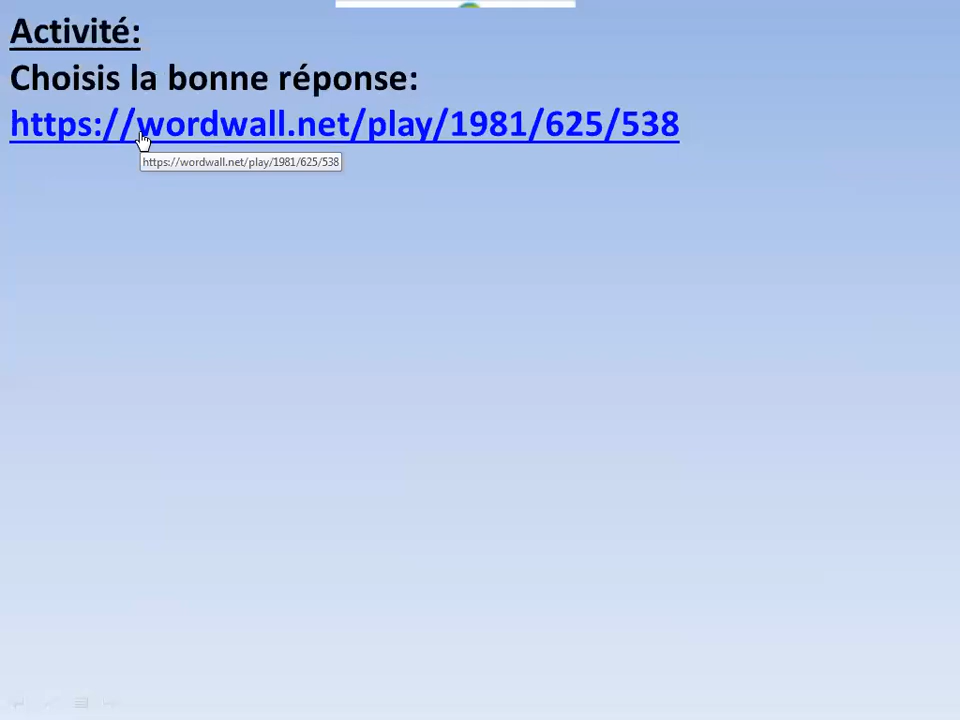 Activité:
Choisis la bonne réponse:
https://wordwall.net/play/1981/625/538
https://wordwall.net/play/1981/625/538